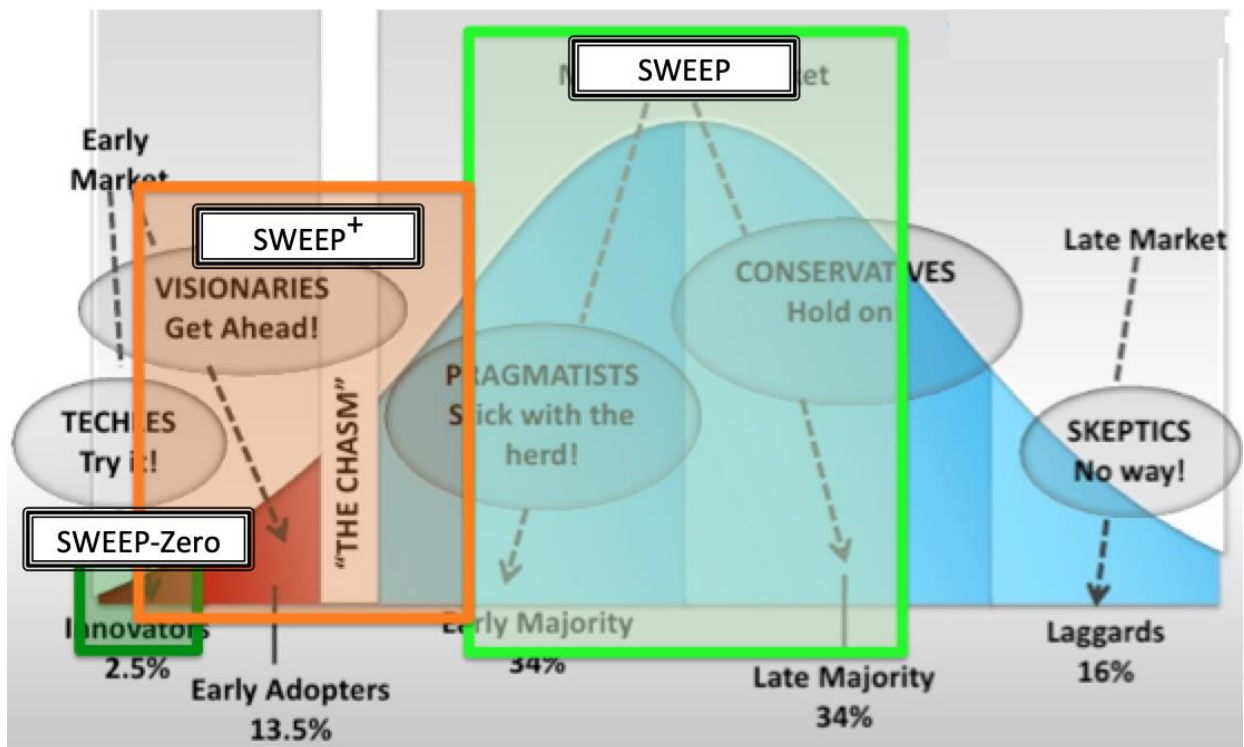 SWEEP
Early
Market
SWEEP+
VISIONARIES
Get Ahead!
CONSERVATIVES
Hold on
Late Market
TECHIES
Try it!
"THE CHASM"
PRAGMATISTS
Stick with the
herd!
SKEPTICS
No way!
SWEEP-Zero
Innovators
2.5%
Early Adopters
13.5%
Early Majority
34%
Late Majority
34%
Laggards
16%